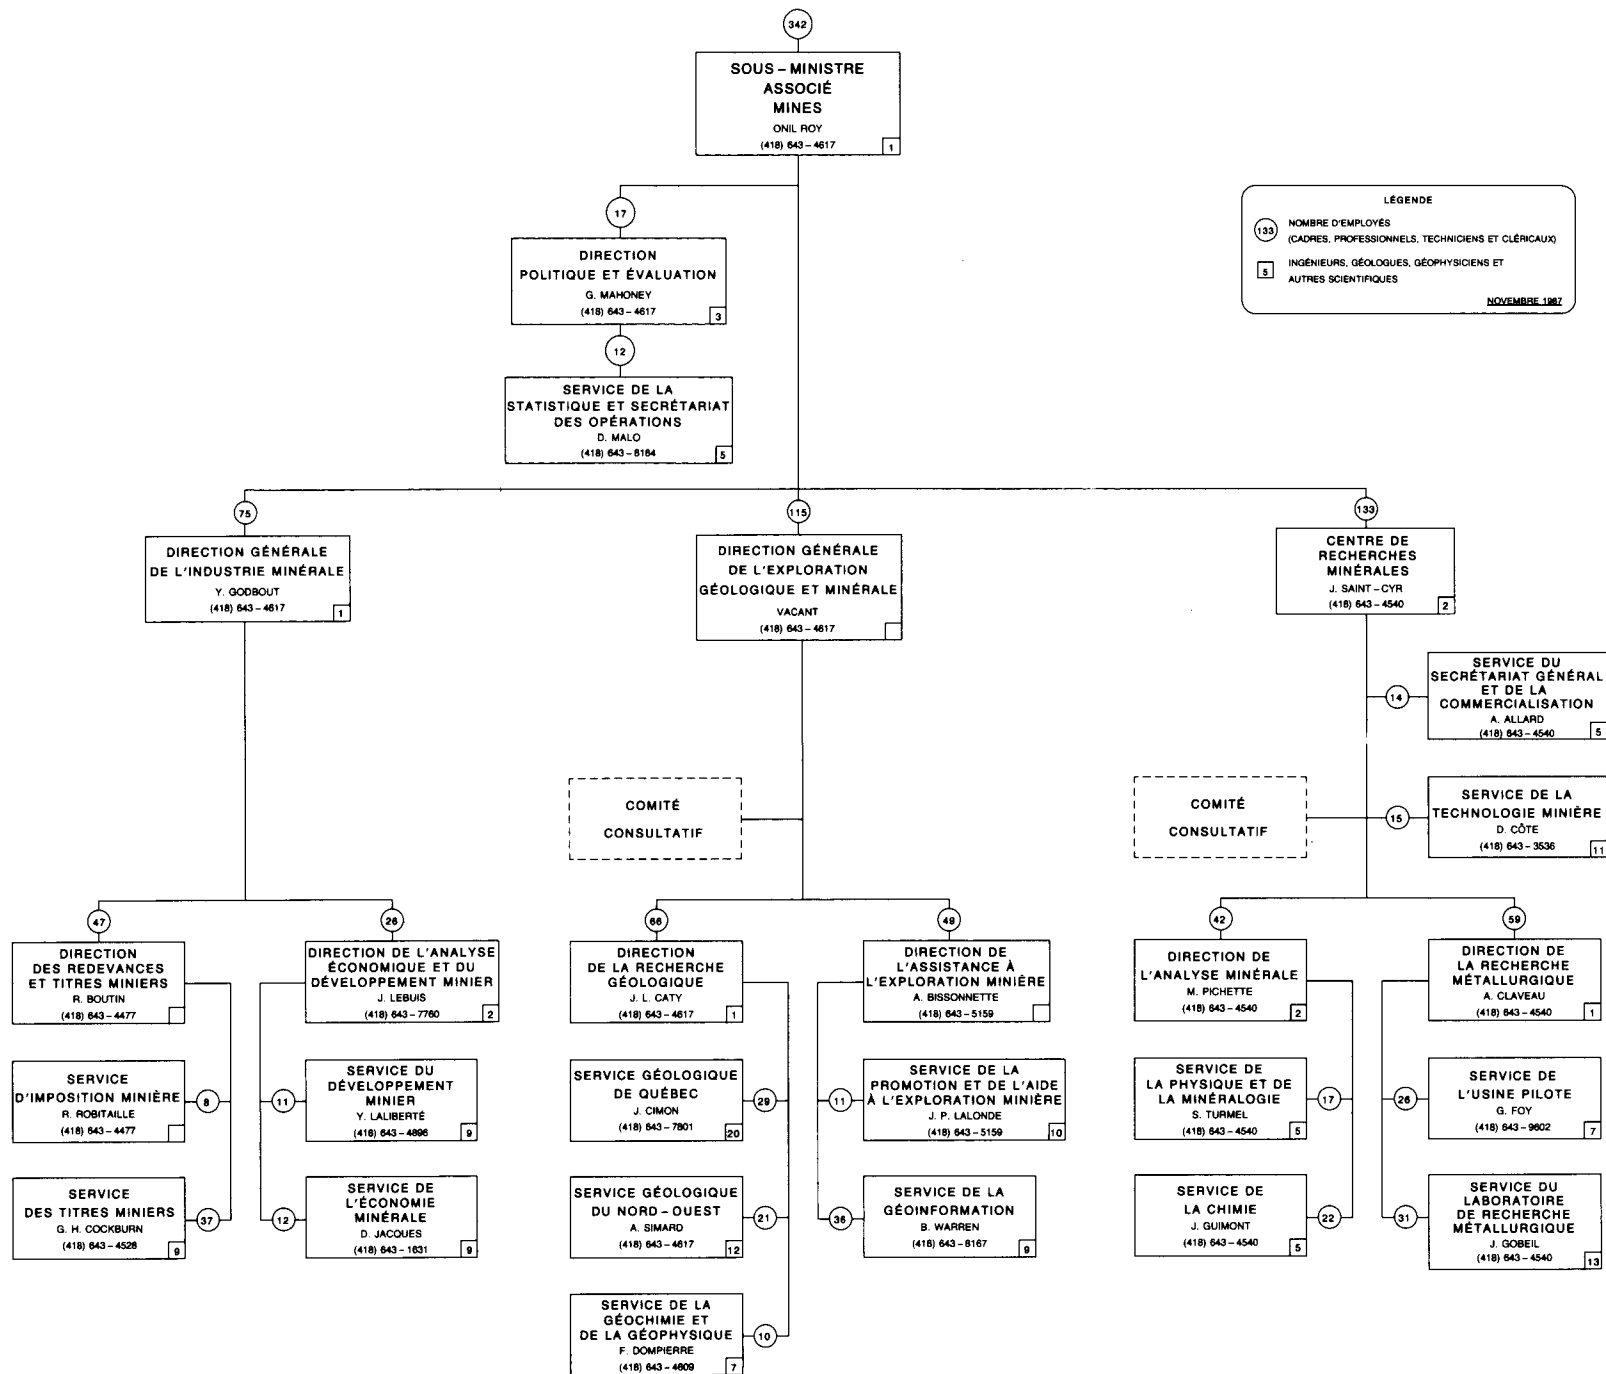 342
SOUS – MINISTRE
ASSOCIÉ
MINES
ONIL ROY
(418) 643 – 4617
1
17
DIRECTION
POLITIQUE ET ÉVALUATION
G. MAHONEY
(418) 643 – 4617
3
12
SERVICE DE LA
STATISTIQUE ET SECRÉTARIAT
DES OPÉRATIONS
D. MALO
(418) 643 – 8184
5
LÉGENDE
133
NOMBRE D'EMPLOYÉS
(CADRES, PROFESSIONNELS, TECHNICIENS ET CLÉRICAUX)
5
INGÉNIEURS, GÉOLOGUES, GÉOPHYSICIENS ET
AUTRES SCIENTIFIQUES
NOVEMBRE 1987
75
DIRECTION GÉNÉRALE
DE L'INDUSTRIE MINÉRALE
Y. GODBOUT
(418) 643 – 4617
1
115
DIRECTION GÉNÉRALE
DE L'EXPLORATION
GÉOLOGIQUE ET MINÉRALE
VACANT
(418) 643 – 4617
133
CENTRE DE
RECHERCHES
MINÉRALES
J. SAINT – CYR
(418) 643 – 4540
2
14
SERVICE DU
SECRÉTARIAT GÉNÉRAL
ET DE LA
COMMERCIALISATION
A. ALLARD
(418) 643 – 4540
5
COMITÉ
CONSULTATIF
COMITÉ
CONSULTATIF
15
SERVICE DE LA
TECHNOLOGIE MINIÈRE
D. CÔTE
(418) 643 – 3536
11
47
DIRECTION
DES REDEVANCES
ET TITRES MINIERS
R. BOUTIN
(418) 643 – 4477
26
DIRECTION DE L'ANALYSE
ÉCONOMIQUE ET DU
DÉVELOPPEMENT MINIER
J. LEBUIS
(418) 643 – 7760
2
66
DIRECTION
DE LA RECHERCHE
GÉOLOGIQUE
J. L. CATY
(418) 643 – 4617
1
49
DIRECTION DE
L'ASSISTANCE À
L'EXPLORATION MINIÈRE
A. BISSONNETTE
(418) 643 – 5159
42
DIRECTION DE
L'ANALYSE MINÉRALE
M. PICHETTE
(418) 643 – 4540
2
59
DIRECTION DE
LA RECHERCHE
MÉTALLURGIQUE
A. CLAVEAU
(418) 643 – 4540
1
SERVICE
D'IMPOSITION MINIÈRE
R. ROBITAILLE
(418) 643 – 4477
8
11
SERVICE DU
DÉVELOPPEMENT
MINIER
Y. LALIBERTÉ
(418) 643 – 4896
9
SERVICE GÉOLOGIQUE
DE QUÉBEC
J. CIMON
(418) 643 – 7801
20
29
11
SERVICE DE LA
PROMOTION ET DE L'AIDE
À L'EXPLORATION MINIÈRE
J. P. LALONDE
(418) 643 – 5159
10
SERVICE DE
LA PHYSIQUE ET DE
LA MINÉRALOGIE
S. TURMEL
(418) 643 – 4540
5
17
26
SERVICE DE
L'USINE PILOTE
G. FOY
(418) 643 – 9602
7
SERVICE
DES TITRES MINIERS
G. H. COCKBURN
(418) 643 – 4528
9
37
12
SERVICE DE
L'ÉCONOMIE
MINÉRALE
D. JACQUES
(418) 643 – 1631
9
SERVICE GÉOLOGIQUE
DU NORD – OUEST
A. SIMARD
(418) 643 – 4617
12
21
36
SERVICE DE LA
GÉOINFORMATION
B. WARREN
(418) 643 – 8167
9
SERVICE DE
LA CHIMIE
J. GUIMONT
(418) 643 – 4540
5
22
31
SERVICE DU
LABORATOIRE
DE RECHERCHE
MÉTALLURGIQUE
J. GOBEIL
(418) 643 – 4540
13
SERVICE DE LA
GÉOCHIMIE ET
DE LA GÉOPHYSIQUE
F. DOMPIERRE
(418) 643 – 4609
7
10